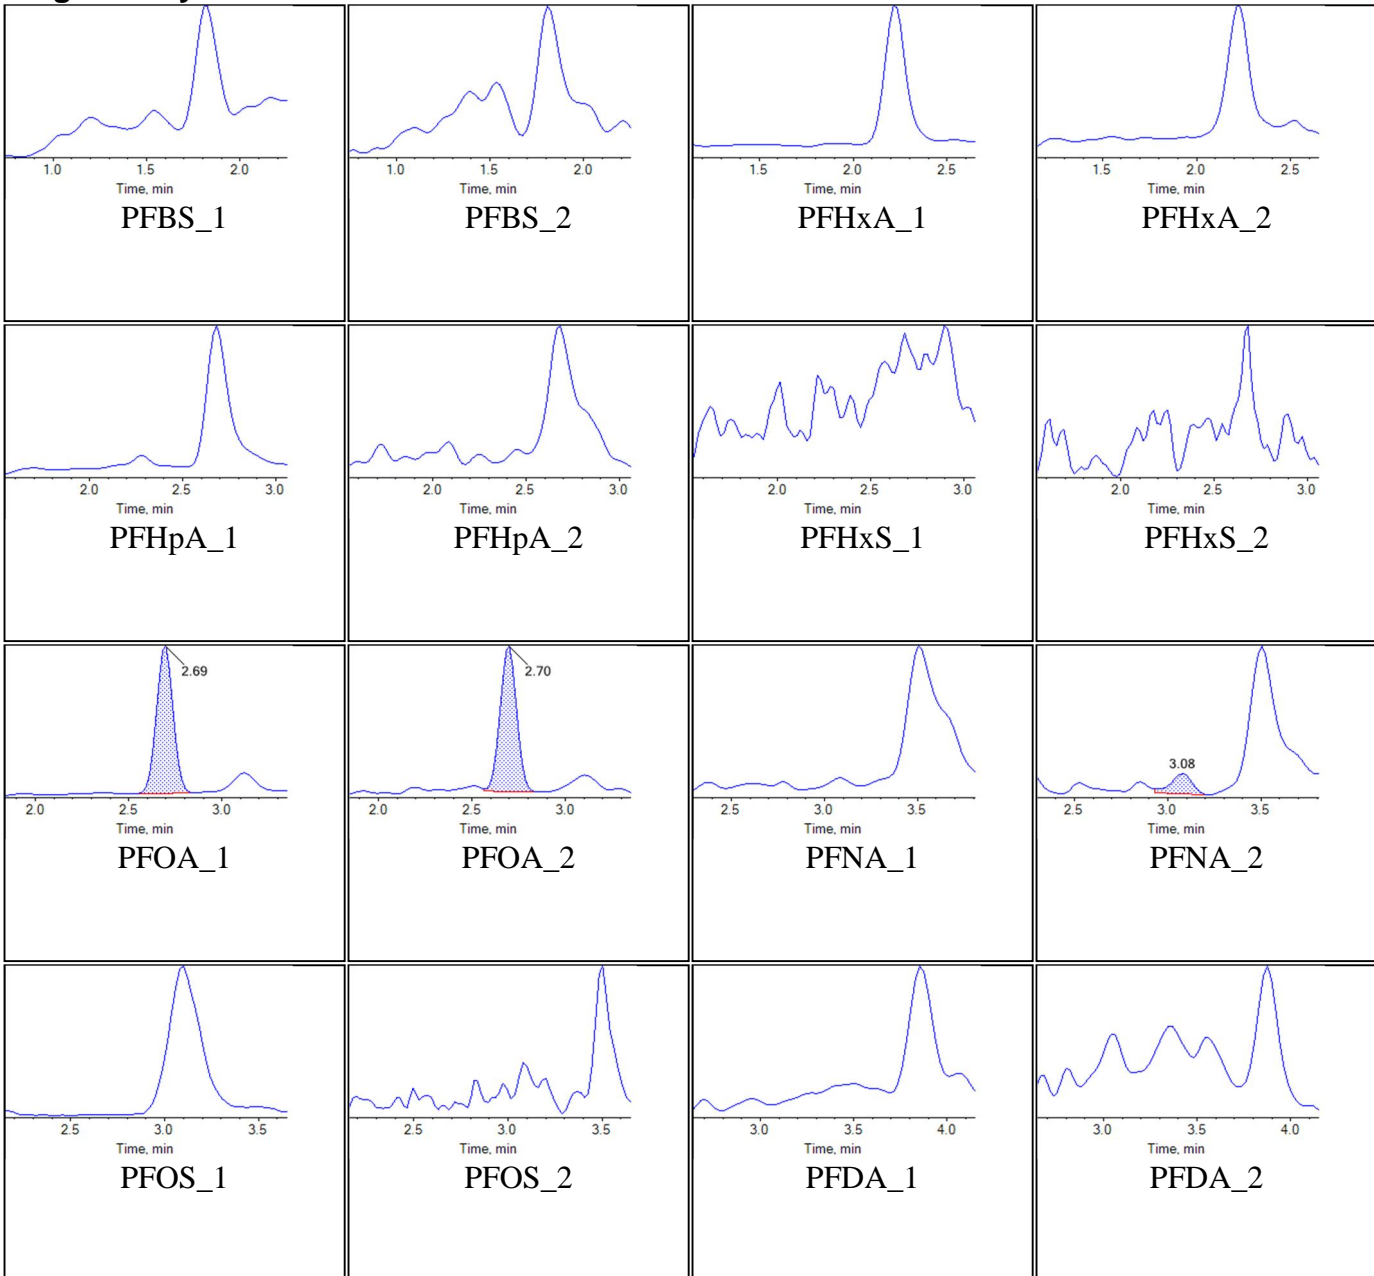 1.0 1.5 2.0
Time, min
PFBS_1
1.0 1.5 2.0
Time, min
PFBS_2
1.5 2.0 2.5
Time, min
PFHxA_1
1.5 2.0 2.5
Time, min
PFHxA_2
2.0 2.5 3.0
Time, min
PFHpA_1
2.0 2.5 3.0
Time, min
PFHpA_2
2.0 2.5 3.0
Time, min
PFHxS_1
2.0 2.5 3.0
Time, min
PFHxS_2
2.69
2.0 3.0
Time, min
PFOA_1
2.70
2.0 3.0
Time, min
PFOA_2
2.5 3.0 3.5
Time, min
PFNA_1
3.08
2.5 3.0 3.5
Time, min
PFNA_2
2.5 3.0 3.5
Time, min
PFOS_1
2.5 3.0 3.5
Time, min
PFOS_2
3.0 3.5 4.0
Time, min
PFDA_1
3.0 3.5 4.0
Time, min
PFDA_2